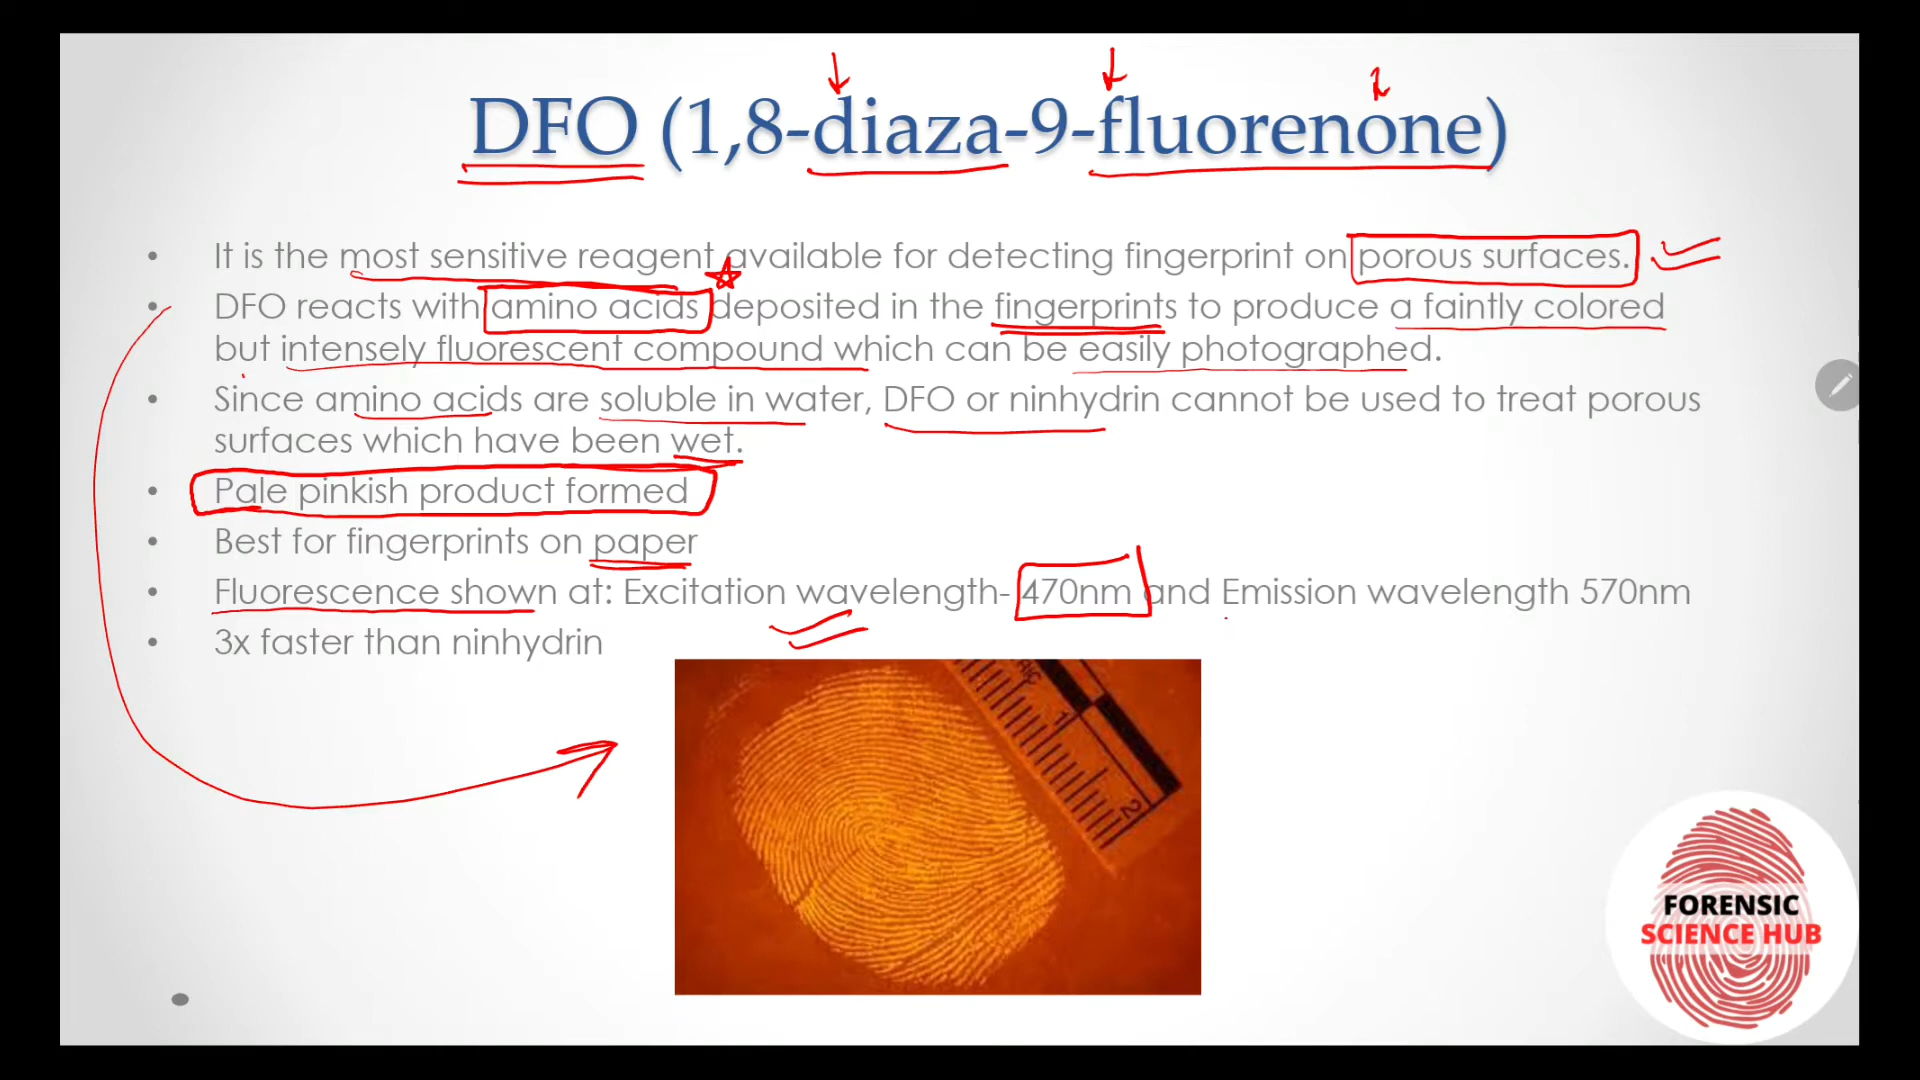 DFO (1,8-diaza-9-fluorenone)
It is the most sensitive reagent available for detecting fingerprint on porous surfaces.
DFO reacts with amino acids deposited in the fingerprints to produce a faintly colored
but intensely fluorescent compound which can be easily photographed.
Since amino acids are soluble in water, DFO or ninhydrin cannot be used to treat porous
surfaces which have been wet.
Pale pinkish product formed
Best for fingerprints on paper
Fluorescence shown at: Excitation wavelength- 470nm and Emission wavelength 570nm
3x faster than ninhydrin
1
2
FORENSIC
SCIENCE HUB